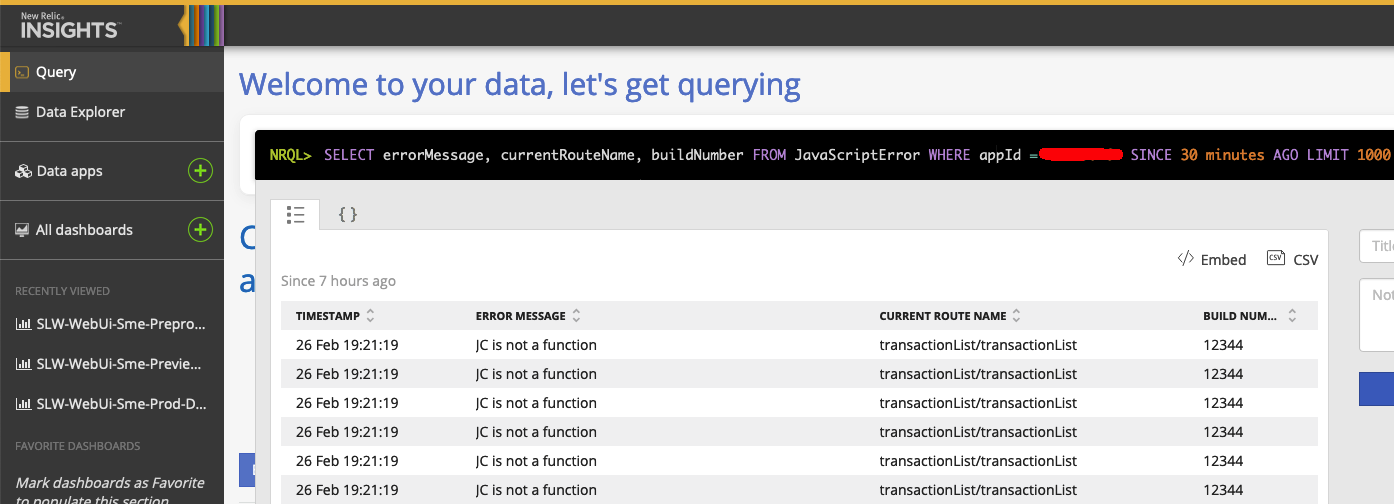 New Relic®
INSIGHTS™
Query
Data Explorer
Data apps
All dashboards
RECENTLY VIEWED
SLW-WebUi-Sme-Prepro...
SLW-WebUi-Sme-Previe...
SLW-WebUi-Sme-Prod-D...
FAVORITE DASHBOARDS
Mark dashboards as Favorite
to populate this section
Welcome to your data, let's get querying
NRQL> SELECT errorMessage, currentRouteName, buildNumber FROM JavaScriptError WHERE appId = SINCE 30 minutes AGO LIMIT 1000
{ }
</> Embed CSV CSV
Since 7 hours ago
TIMESTAMP ERROR MESSAGE CURRENT ROUTE NAME BUILD NUM...
26 Feb 19:21:19 JC is not a function transactionList/transactionList 12344
26 Feb 19:21:19 JC is not a function transactionList/transactionList 12344
26 Feb 19:21:19 JC is not a function transactionList/transactionList 12344
26 Feb 19:21:19 JC is not a function transactionList/transactionList 12344
26 Feb 19:21:19 JC is not a function transactionList/transactionList 12344
26 Feb 19:21:19 JC is not a function transactionList/transactionList 12344